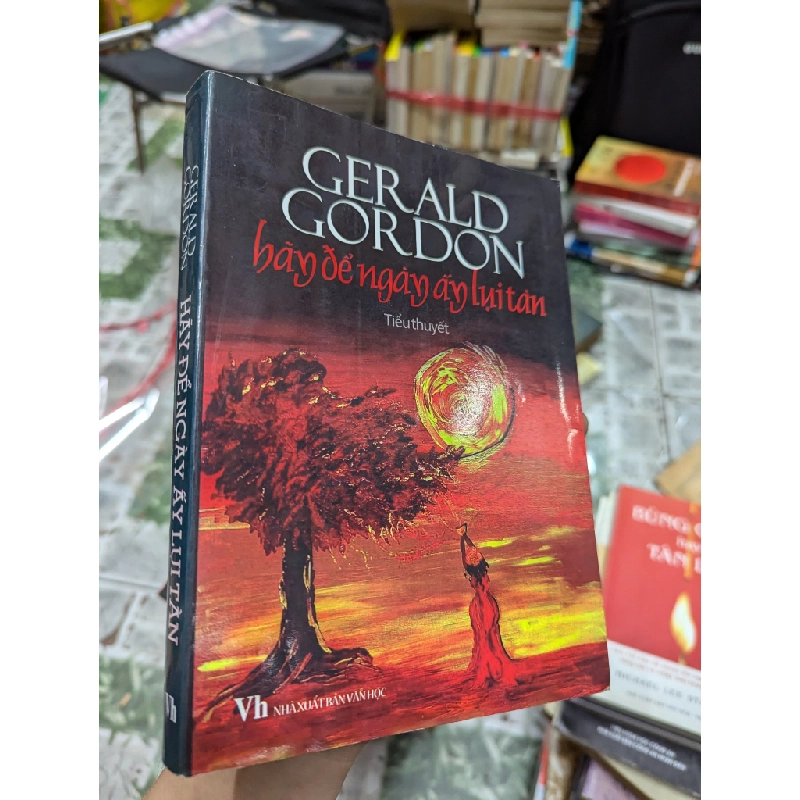 GERALD
GORDON
hãy để ngày ấy lụi tàn
Tiểu thuyết
Vh NHÀ XUẤT BẢN VĂN HỌC
GERALD
GORDON
HÃY ĐỂ NGÀY ẤY LỤI TÀN
Vh